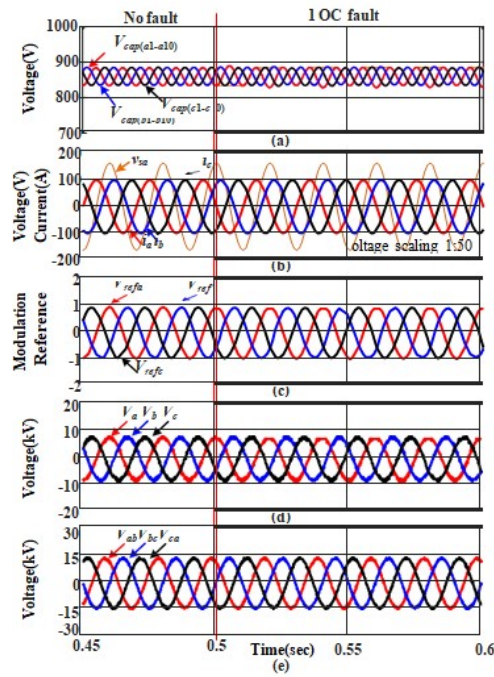 No fault
1 OC fault
Voltage(V)
1000
900
800
700
Vcap(a1-a10)
Vcap(b1-b10)
Vcap(c1-c10)
(a)
Voltage(V)
Current(A)
200
100
0
-100
-200
vsa
ic
ia ib
oltage scaling 1:50
(b)
Modulation
Reference
2
1
0
-1
-2
vrefa
vref
Vrefc
(c)
Voltage(kV)
20
10
0
-10
-20
Va Vb Vc
(d)
Voltage(kV)
30
15
0
-15
-30
Vab Vbc Vca
0.45
0.5
Time(sec)
0.55
0.6
(e)